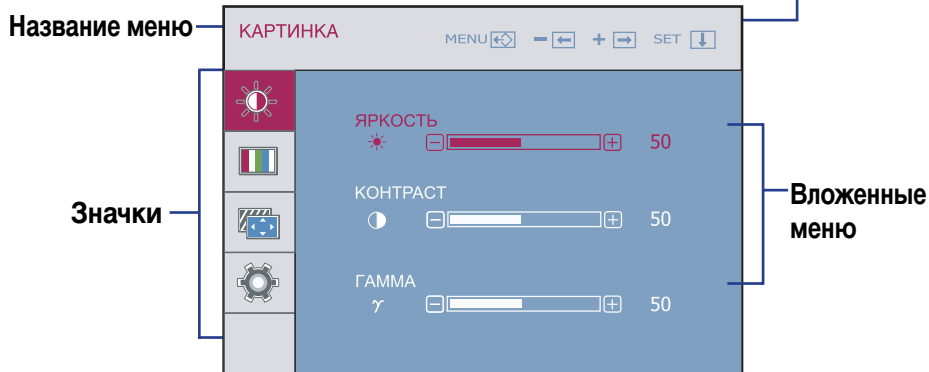 Название меню
КАРТИНКА
MENU - + SET
ЯРКОСТЬ
50
КОНТРАСТ
50
Значки
Вложенные
меню
ГАММА
γ 50